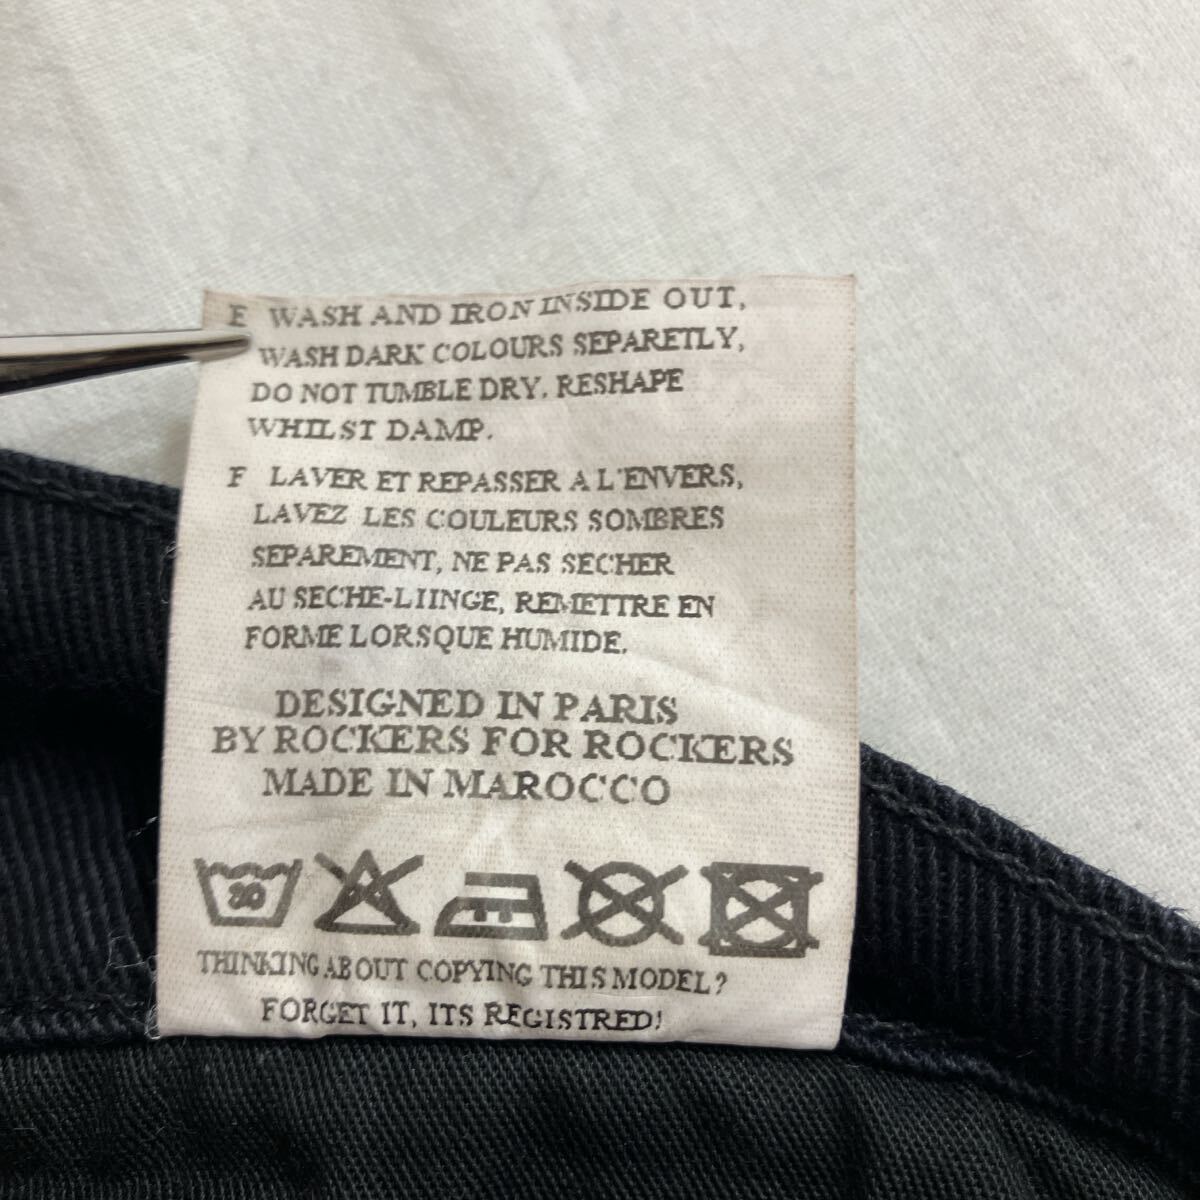 E WASH AND IRON INSIDE OUT,
WASH DARK COLOURS SEPARETLY,
DO NOT TUMBLE DRY. RESHAPE
WHILST DAMP.
F LAVER ET REPASSER A L'ENVERS,
LAVEZ LES COULEURS SOMBRES
SEPAREMENT, NE PAS SECHER
AU SECHE-LIINGE, REMETTRE EN
FORME LORSQUE HUMIDE.
DESIGNED IN PARIS
BY ROCKERS FOR ROCKERS
MADE IN MAROCCO
30
THINKING ABOUT COPYING THIS MODEL?
FORGET IT, ITS REGISTRED!